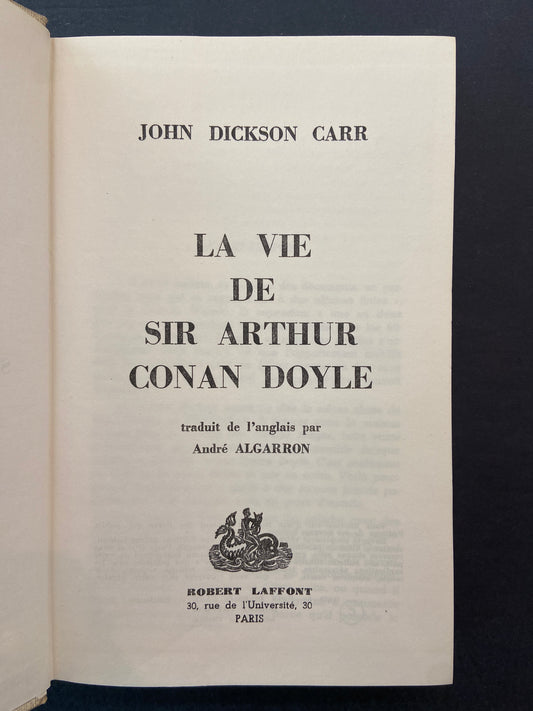 JOHN DICKSON CARR
LA VIE
DE
SIR ARTHUR
CONAN DOYLE
traduit de l'anglais par
André ALGARRON
ROBERT LAFFONT
30, rue de l'Université, 30
PARIS